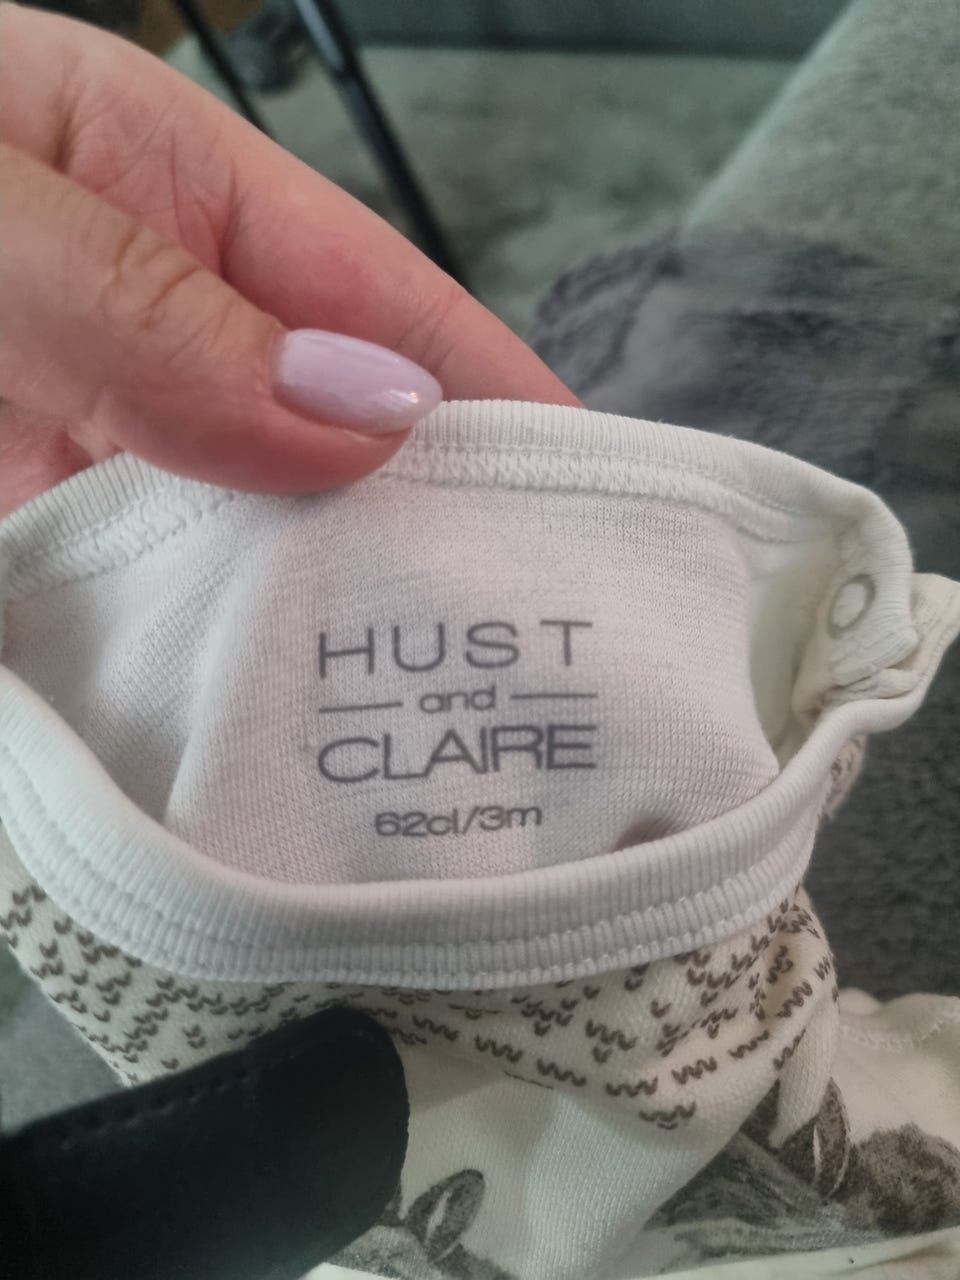 HUST
and
CLAIRE
62cl/3m